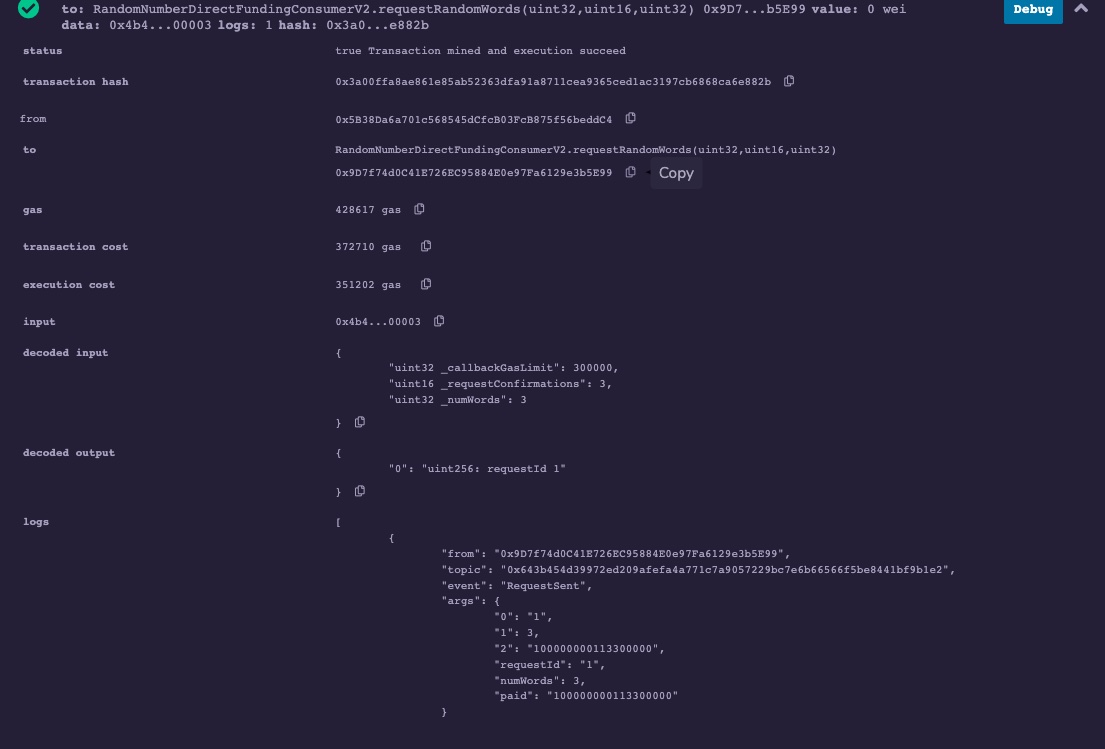 to: RandomNumberDirectFundingConsumerV2.requestRandomWords(uint32,uint16,uint32) 0x9D7...b5E99 value: 0 wei
Debug
data: 0x4b4...00003 logs: 1 hash: 0x3a0...e882b
status true Transaction mined and execution succeed
transaction hash 0x3a00ffa8ae861e85ab52363dfa91a8711cea9365ced1ac3197cb6868ca6e882b
from 0x5B38Da6a701c568545dCfcB03FcB875f56beddC4
to RandomNumberDirectFundingConsumerV2.requestRandomWords(uint32,uint16,uint32)
0x9D7f74d0C41E726EC95884E0e97Fa6129e3b5E99 Copy
gas 428617 gas
transaction cost 372710 gas
execution cost 351202 gas
input 0x4b4...00003
decoded input {
"uint32 _callbackGasLimit": 300000,
"uint16 _requestConfirmations": 3,
"uint32 _numWords": 3
}
decoded output {
"0": "uint256: requestId 1"
}
logs [
{
"from": "0x9D7f74d0C41E726EC95884E0e97Fa6129e3b5E99",
"topic": "0x643b454d39972ed209afefa4a771c7a9057229bc7e6b66566f5be8441bf9b1e2",
"event": "RequestSent",
"args": {
"0": "1",
"1": 3,
"2": "100000000113300000",
"requestId": "1",
"numWords": 3,
"paid": "100000000113300000"
}